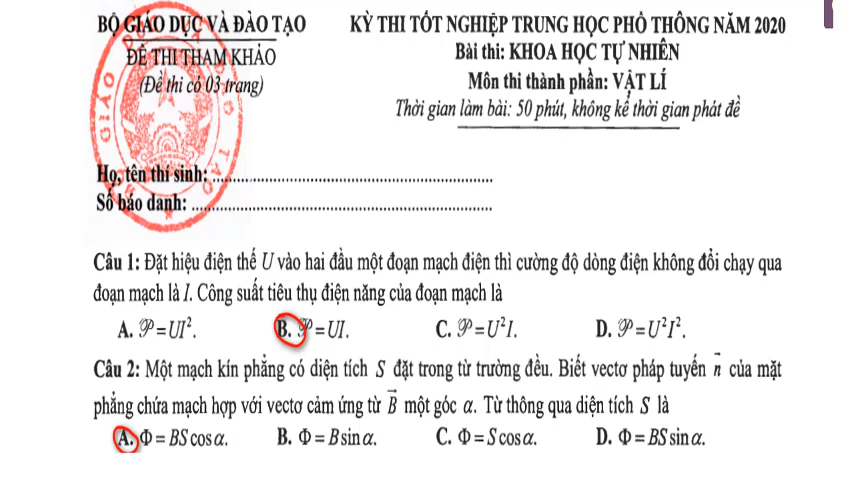 BỘ GIÁO DỤC VÀ ĐÀO TẠO
ĐỀ THI THAM KHẢO
(Đề thi có 03 trang)
KỲ THI TỐT NGHIỆP TRUNG HỌC PHỔ THÔNG NĂM 2020
Bài thi: KHOA HỌC TỰ NHIÊN
Môn thi thành phần: VẬT LÍ
Thời gian làm bài: 50 phút, không kể thời gian phát đề
Họ, tên thí sinh: ...............................................................
Số báo danh: ...................................................................
Câu 1: Đặt hiệu điện thế U vào hai đầu một đoạn mạch điện thì cường độ dòng điện không đổi chạy qua
đoạn mạch là I. Công suất tiêu thụ điện năng của đoạn mạch là
A. 𝒫 = UI². B. 𝒫 = UI. C. 𝒫 = U²I. D. 𝒫 = U²I².
Câu 2: Một mạch kín phẳng có diện tích S đặt trong từ trường đều. Biết vectơ pháp tuyến n⃗ của mặt
phẳng chứa mạch hợp với vectơ cảm ứng từ B⃗ một góc α. Từ thông qua diện tích S là
A. Φ = BS cos α. B. Φ = B sin α. C. Φ = S cos α. D. Φ = BS sin α.